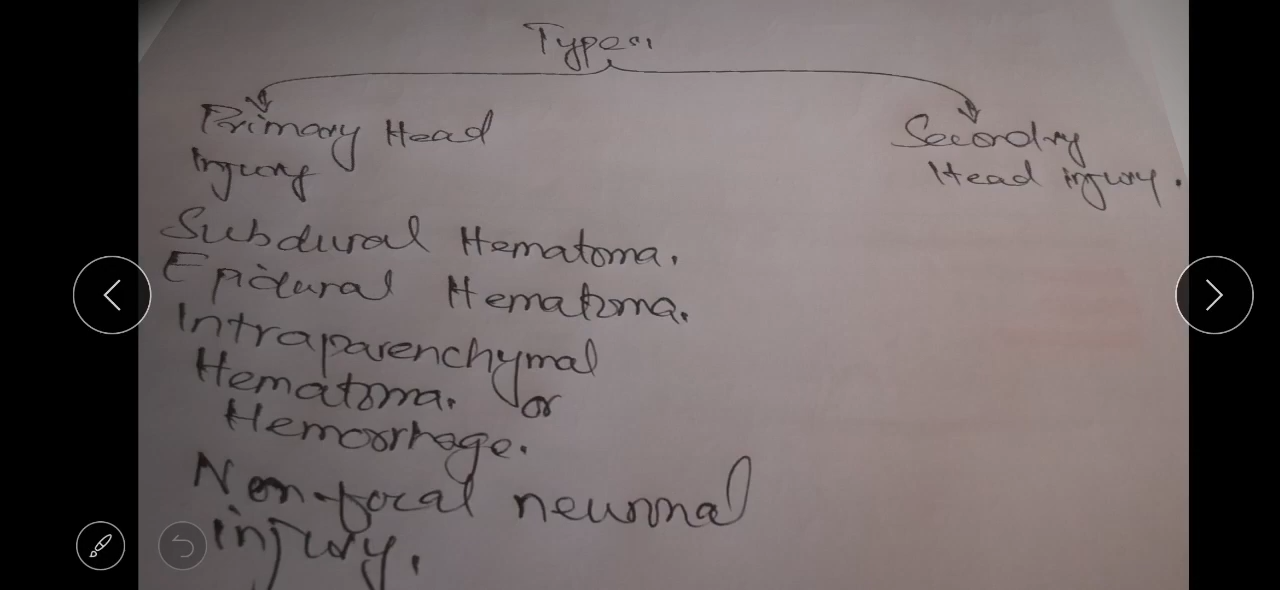 Types
Primary Head
injury
Secondry
Head injury.
Subdural Hematoma.
Epidural Hematoma.
Intraparenchymal
Hematoma. or
Hemorrhage.
Non-focal neuronal
injury.